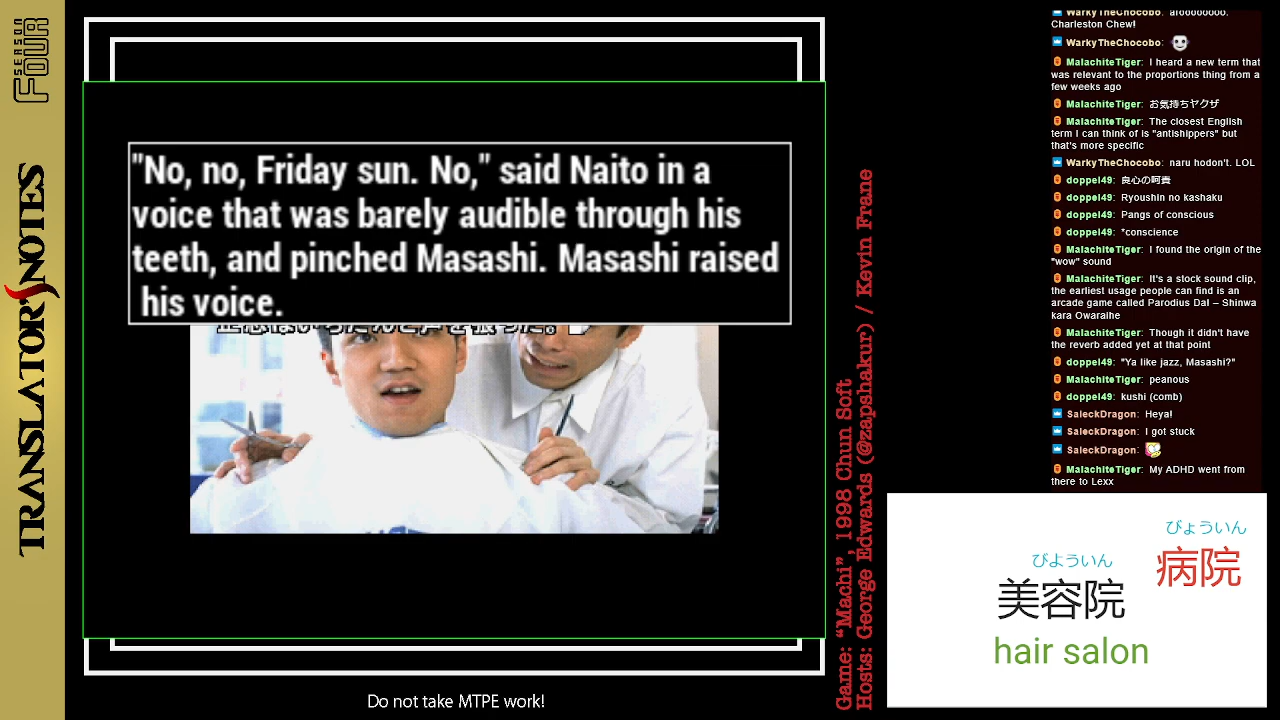 SEASON
FOUR
TRANSLATOR'S NOTES
"No, no, Friday sun. No," said Naito in a
voice that was barely audible through his
teeth, and pinched Masashi. Masashi raised
his voice.
Do not take MTPE work!
Game: "Machi", 1998 Chun Soft
Hosts: George Edwards (@zapshakur) / Kevin Frane
WarkyTheChocobo: afoooooooo.
Charleston Chew!
WarkyTheChocobo:
MalachiteTiger: I heard a new term that
was relevant to the proportions thing from a
few weeks ago
MalachiteTiger: お気持ちヤクザ
MalachiteTiger: The closest English
term I can think of is "antishippers" but
that's more specific
WarkyTheChocobo: naru hodon't. LOL
doppel49: 良心の呵責
doppel49: Ryoushin no kashaku
doppel49: Pangs of conscious
doppel49: *conscience
MalachiteTiger: I found the origin of the
"wow" sound
MalachiteTiger: It's a stock sound clip,
the earliest usage people can find is an
arcade game called Parodius Da! – Shinwa
kara Owaraihe
MalachiteTiger: Though it didn't have
the reverb added yet at that point
doppel49: "Ya like jazz, Masashi?"
MalachiteTiger: peanous
doppel49: kushi (comb)
SaleckDragon: Heya!
SaleckDragon: I got stuck
SaleckDragon:
MalachiteTiger: My ADHD went from
there to Lexx
びょういん
病院
びよういん
美容院
hair salon